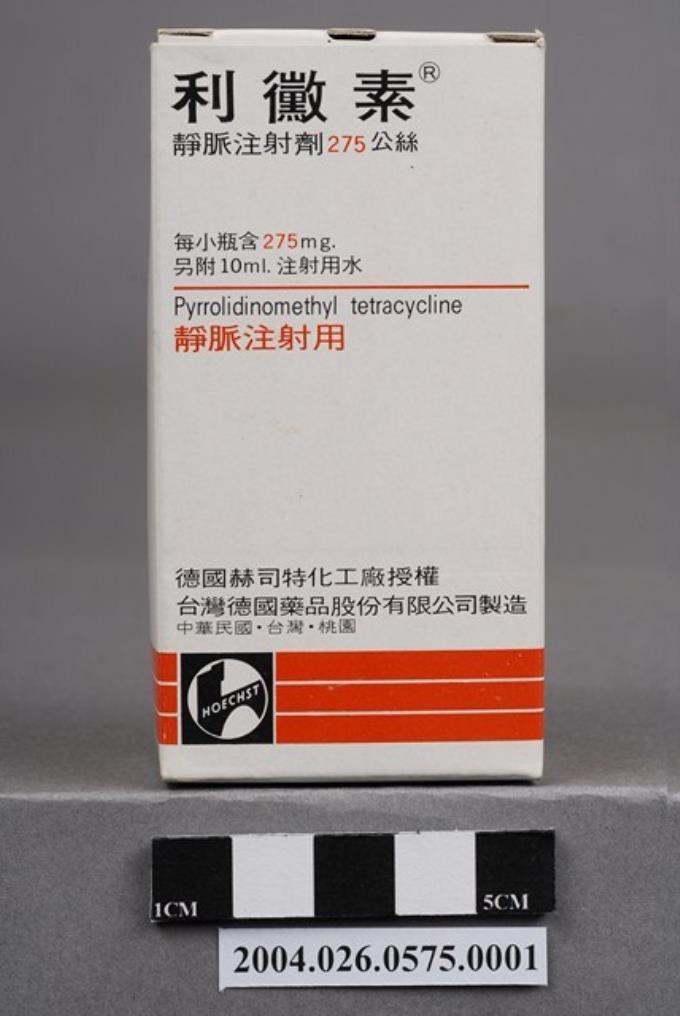 利黴素®
靜脈注射劑275公絲
每小瓶含275mg.
另附10ml. 注射用水
Pyrrolidinomethyl tetracycline
靜脈注射用
德國赫司特化工廠授權
台灣德國藥品股份有限公司製造
中華民國·台灣·桃園
HOECHST
1CM 5CM
2004.026.0575.0001